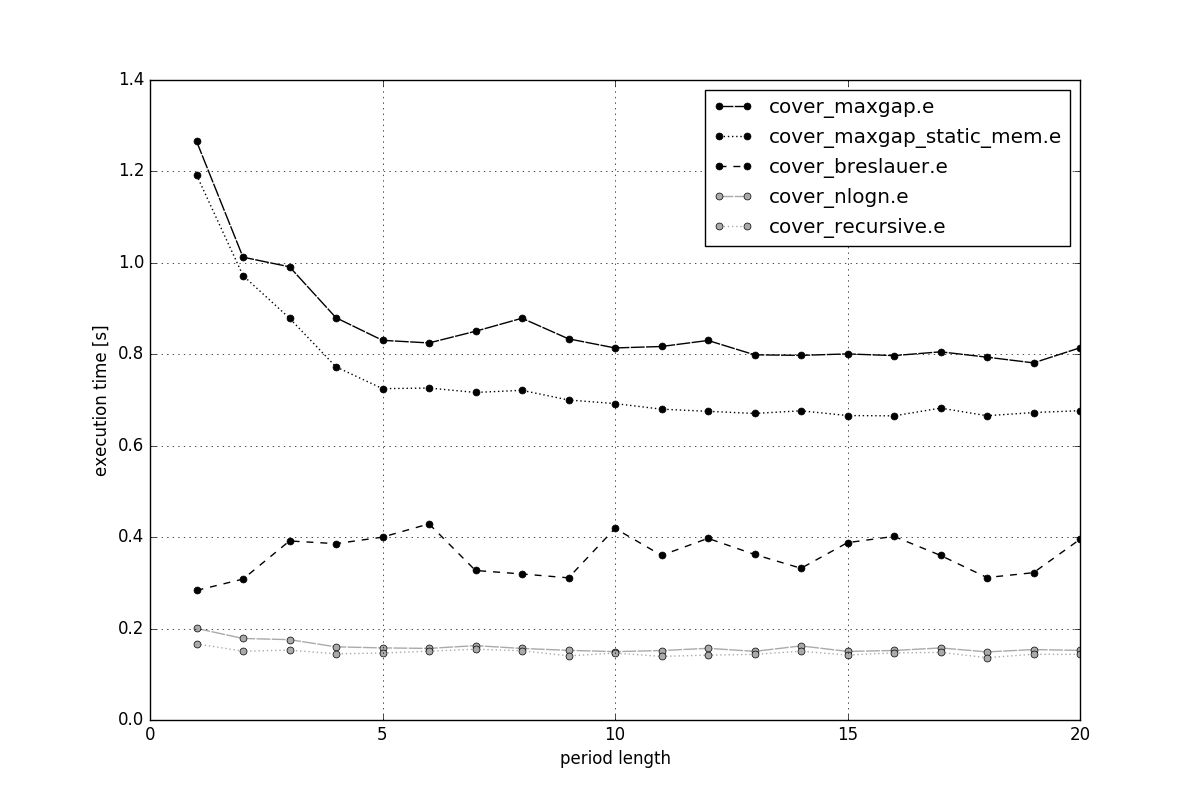 1.4
1.2
1.0
0.8
0.6
0.4
0.2
0.0
execution time [s]
cover_maxgap.e
cover_maxgap_static_mem.e
cover_breslauer.e
cover_nlogn.e
cover_recursive.e
0 5 10 15 20
period length